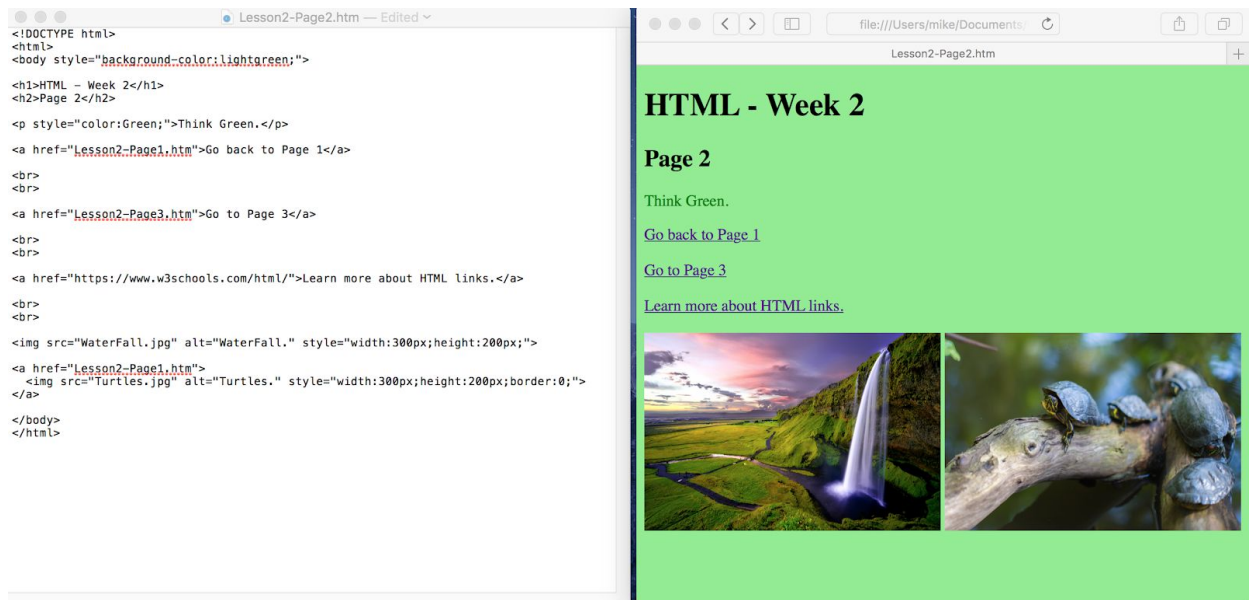 Lesson2-Page2.htm — Edited
<!DOCTYPE html>
<html>
<body style="background-color:lightgreen;">
<h1>HTML - Week 2</h1>
<h2>Page 2</h2>
<p style="color:Green;">Think Green.</p>
<a href="Lesson2-Page1.htm">Go back to Page 1</a>
<br>
<br>
<a href="Lesson2-Page3.htm">Go to Page 3</a>
<br>
<br>
<a href="https://www.w3schools.com/html/">Learn more about HTML links.</a>
<br>
<br>
<img src="WaterFall.jpg" alt="WaterFall." style="width:300px;height:200px;">
<a href="Lesson2-Page1.htm">
<img src="Turtles.jpg" alt="Turtles." style="width:300px;height:200px;border:0;">
</a>
</body>
</html>
file:///Users/mike/Documents/
Lesson2-Page2.htm
HTML - Week 2
Page 2
Think Green.
Go back to Page 1
Go to Page 3
Learn more about HTML links.